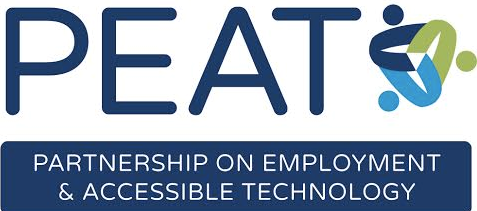 PEAT
PARTNERSHIP ON EMPLOYMENT
& ACCESSIBLE TECHNOLOGY